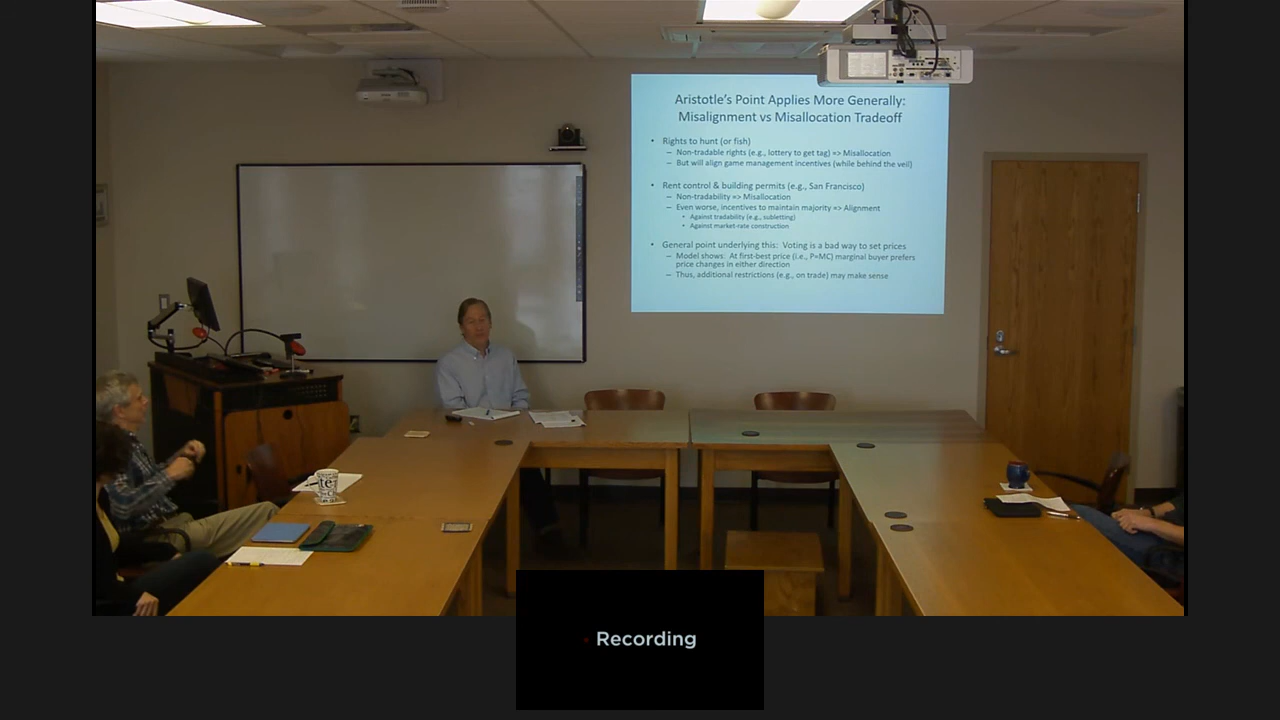 Aristotle's Point Applies More Generally:
Misalignment vs Misallocation Tradeoff
• Rights to hunt (or fish)
– Non-tradable rights (e.g., lottery to get tag) => Misallocation
– But will align game management incentives (while behind the veil)
• Rent control & building permits (e.g., San Francisco)
– Non-tradability => Misallocation
– Even worse, incentives to maintain majority => Alignment
• Against tradability (e.g., subletting)
• Against market-rate construction
• General point underlying this: Voting is a bad way to set prices
– Model shows: At first-best price (i.e., P=MC) marginal buyer prefers
price changes in either direction
– Thus, additional restrictions (e.g., on trade) may make sense
Recording